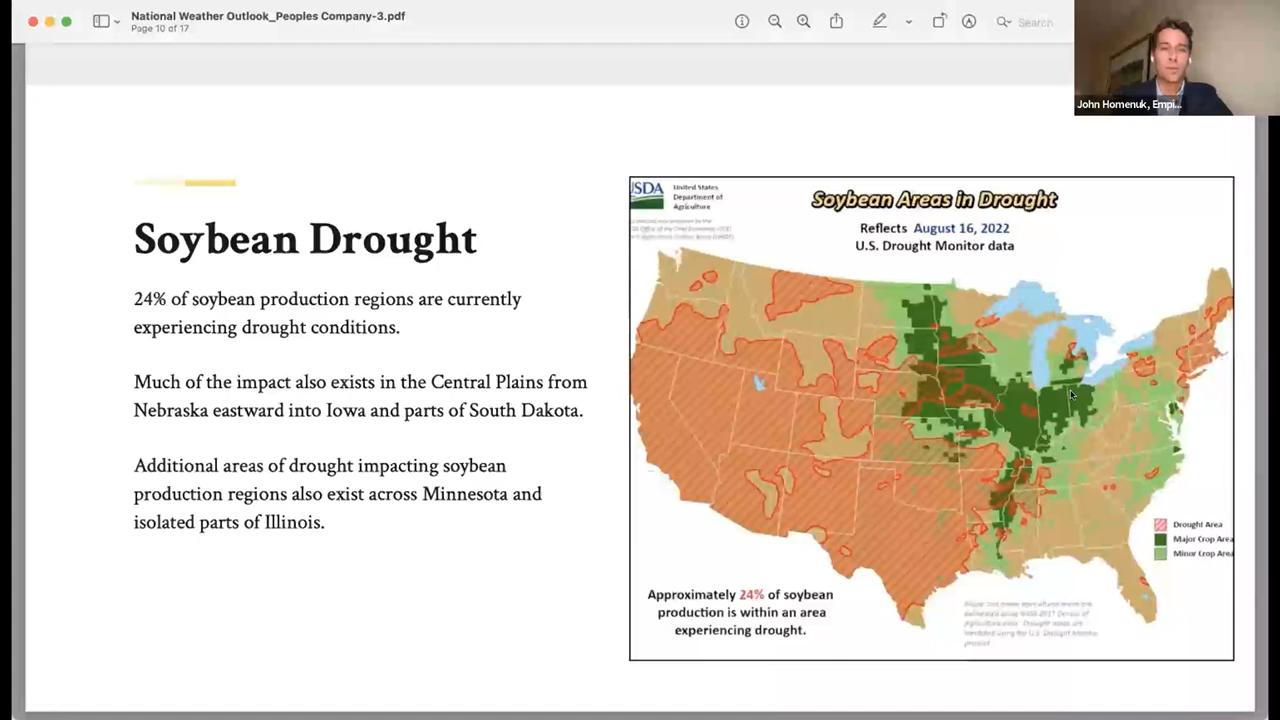 National Weather Outlook_Peoples Company-3.pdf
Page 10 of 17
Search
John Homenuk, Empi...
Soybean Drought
24% of soybean production regions are currently
experiencing drought conditions.
Much of the impact also exists in the Central Plains from
Nebraska eastward into Iowa and parts of South Dakota.
Additional areas of drought impacting soybean
production regions also exist across Minnesota and
isolated parts of Illinois.
USDA
United States
Department of
Agriculture
Soybean Areas in Drought
Reflects August 16, 2022
U.S. Drought Monitor data
Drought Area
Major Crop Area
Minor Crop Area
Approximately 24% of soybean
production is within an area
experiencing drought.